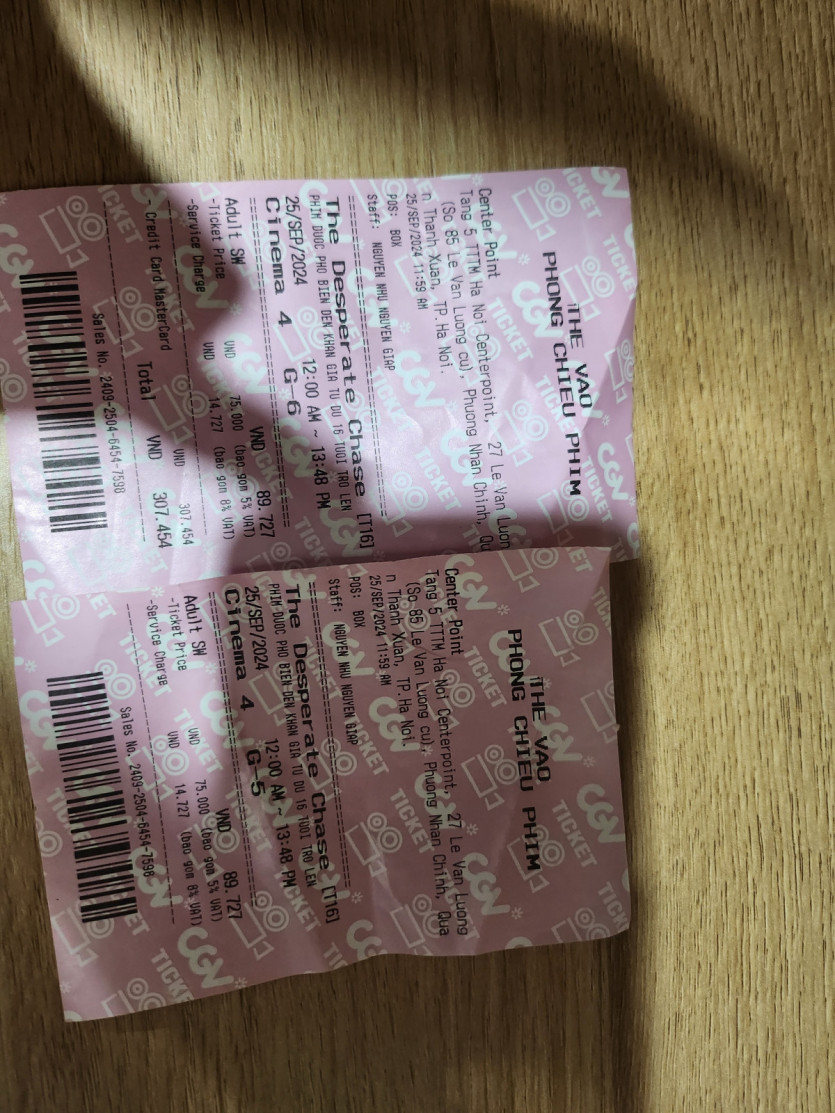 THE VAO
PHONG CHIEU PHIM
Center Point
Tang 5 TTTM Ha Noi Centerpoint, 27 Le Van Luon
(So 85 Le Van Luong cu), Phuong Nhan Chinh, Qu
n Thanh Xuan, TP.Ha Noi.
25/SEP/2024 11:59 AM
POS: BOX
Staff: NGUYEN NHU NGUYEN GIAP
The Desperate Chase [T16]
PHIM DUOC PHO BIEN DEN KHAN GIA TU DU 16 TUOI TRO LEN
25/SEP/2024 12:00 AM ~ 13:48 PM
Cinema 4 G-6
Adult SW VND 89.727
-Ticket Price VND 75.000 (bao gom 5% VAT)
-Service Charge VND 14.727 (bao gom 8% VAT)
- Credit Card MasterCard VND 307.454
Total VND 307.454
Sales No. 2409-2504-6454-7598
THE VAO
PHONG CHIEU PHIM
Center Point
Tang 5 TTTM Ha Noi Centerpoint, 27 Le Van Luong
(So 85 Le Van Luong cu), Phuong Nhan Chinh, Qua
n Thanh Xuan, TP.Ha Noi.
25/SEP/2024 11:59 AM
POS: BOX
Staff: NGUYEN NHU NGUYEN GIAP
The Desperate Chase [T16]
PHIM DUOC PHO BIEN DEN KHAN GIA TU DU 16 TUOI TRO LEN
25/SEP/2024 12:00 AM ~ 13:48 PM
Cinema 4 G-5
Adult SW VND 89.727
-Ticket Price VND 75.000 (bao gom 5% VAT)
-Service Charge VND 14.727 (bao gom 8% VAT)
Sales No. 2409-2504-6454-7598